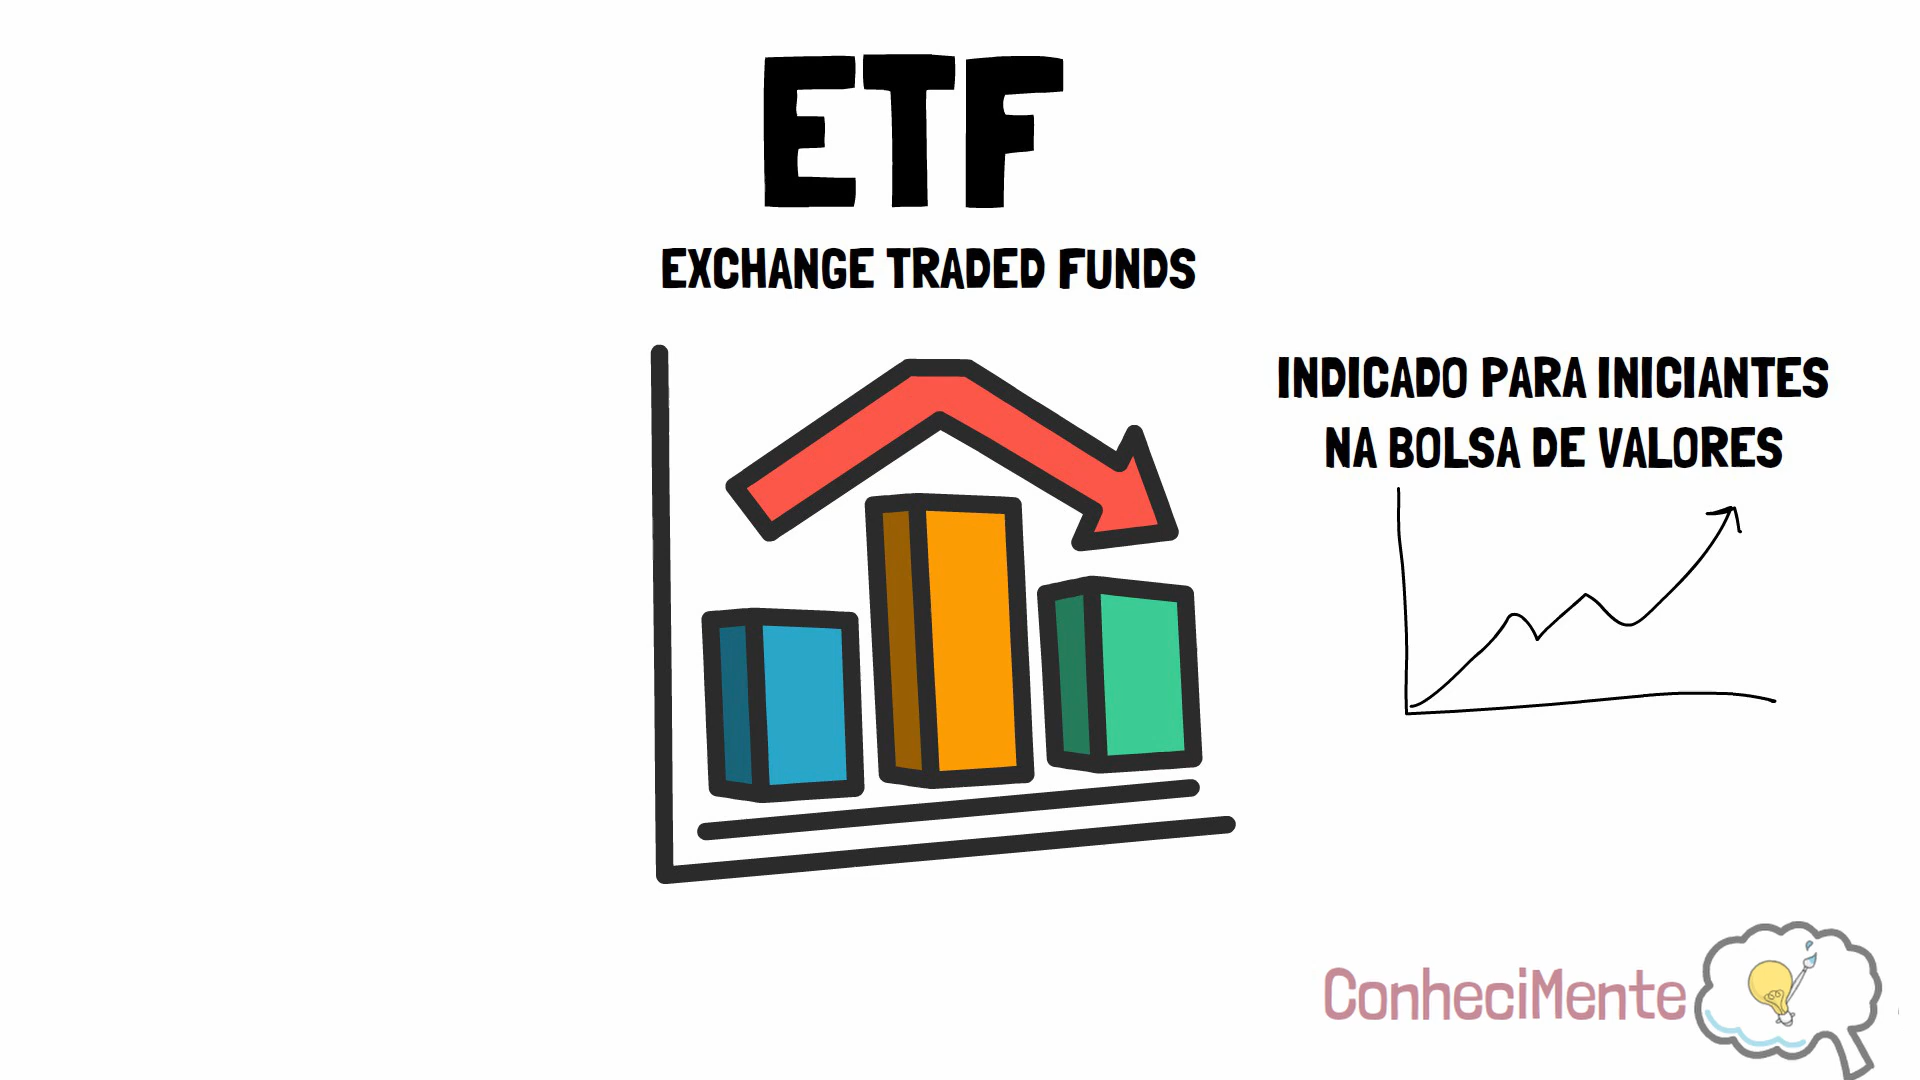 ETF
EXCHANGE TRADED FUNDS
INDICADO PARA INICIANTES
NA BOLSA DE VALORES
ConheciMente